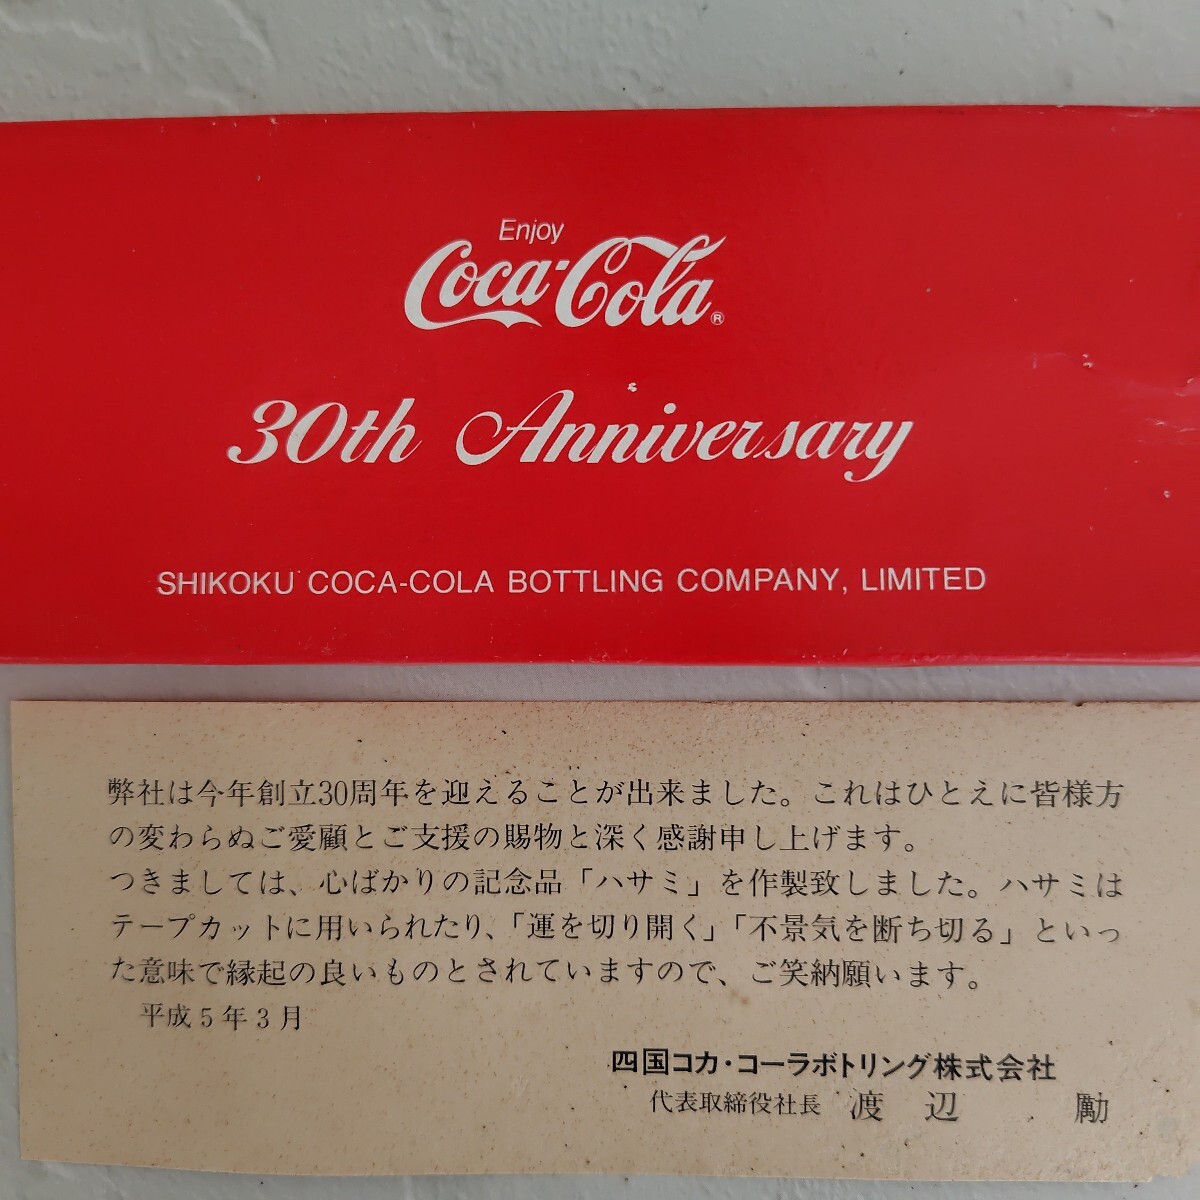 Enjoy
Coca-Cola®
30th Anniversary
SHIKOKU COCA-COLA BOTTLING COMPANY, LIMITED
弊社は今年創立30周年を迎えることが出来ました。これはひとえに皆様方
の変わらぬご愛顧とご支援の賜物と深く感謝申し上げます。
つきましては、心ばかりの記念品「ハサミ」を作製致しました。ハサミは
テープカットに用いられたり、「運を切り開く」「不景気を断ち切る」といっ
た意味で縁起の良いものとされていますので、ご笑納願います。
平成5年3月
四国コカ・コーラボトリング株式会社
代表取締役社長 渡辺 勵